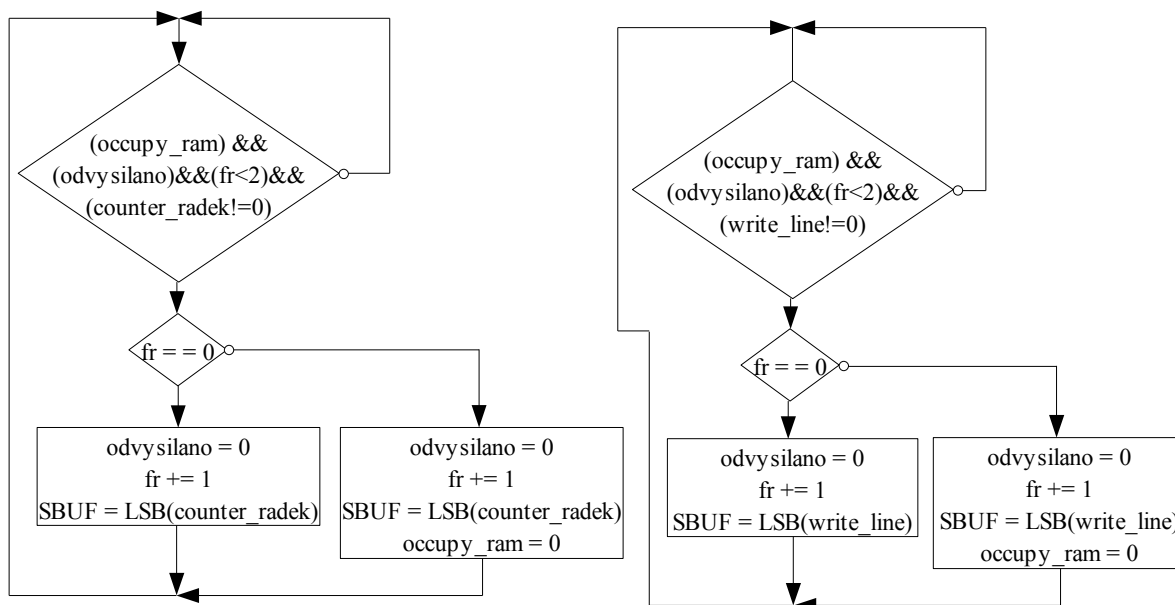 (occupy_ram) &&
(odvysilano)&&(fr<2)&&
(counter_radek!=0)
fr = = 0
odvysilano = 0
fr += 1
SBUF = LSB(counter_radek)
odvysilano = 0
fr += 1
SBUF = LSB(counter_radek)
occupy_ram = 0
(occupy_ram) &&
(odvysilano)&&(fr<2)&&
(write_line!=0)
fr = = 0
odvysilano = 0
fr += 1
SBUF = LSB(write_line)
odvysilano = 0
fr += 1
SBUF = LSB(write_line)
occupy_ram = 0